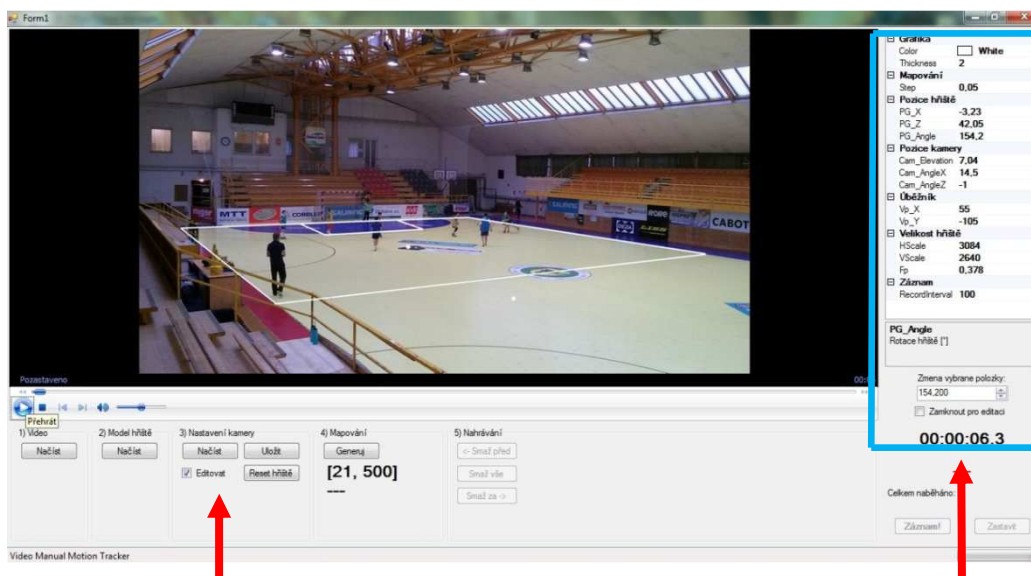 Form1
Grafika
Color White
Thickness 2
Mapování
Step 0,05
Pozice hřiště
PG_X -3,23
PG_Z 42,05
PG_Angle 154,2
Pozice kamery
Cam_Elevation 7,04
Cam_AngleX 14,5
Cam_AngleZ -1
Úběžník
Vp_X 55
Vp_Y -105
Velikost hřiště
HScale 3084
VScale 2640
Fp 0,378
Záznam
RecordInterval 100
PG_Angle
Rotace hřiště [°]
Zmena vybrane polozky:
154,200
Zamknout pro editaci
00:00:06.3
MTT
CABOT
Pozastaveno
00:
Přehrát
1) Video
Načíst
2) Model hřiště
Načíst
3) Nastavení kamery
Načíst Uložit
Editovat Reset hřiště
4) Mapování
Generuj
[21, 500]
---
5) Nahrávání
<- Smaž před
Smaž vše
Smaž za ->
Celkem naběháno:
Záznam! Zastavit
Video Manual Motion Tracker